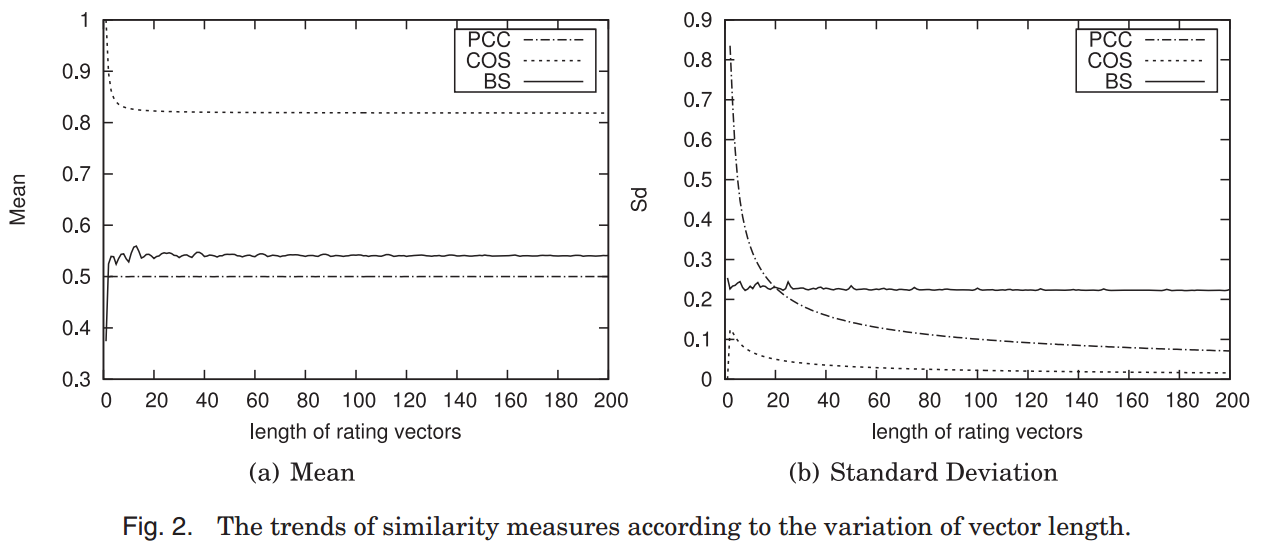 1
0.9
0.8
0.7
0.6
0.5
0.4
0.3
Mean
PCC
COS
BS
0 20 40 60 80 100 120 140 160 180 200
length of rating vectors
(a) Mean
0.9
0.8
0.7
0.6
0.5
0.4
0.3
0.2
0.1
0
Sd
PCC
COS
BS
0 20 40 60 80 100 120 140 160 180 200
length of rating vectors
(b) Standard Deviation
Fig. 2. The trends of similarity measures according to the variation of vector length.